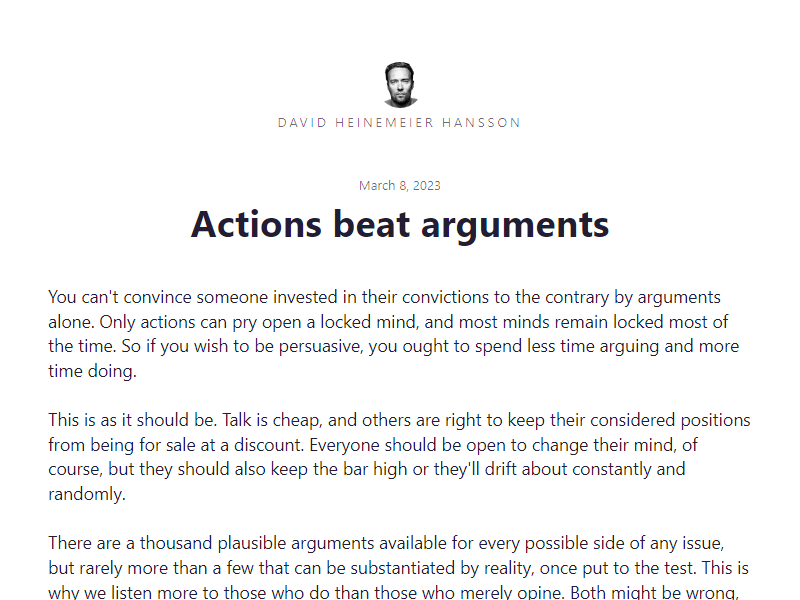 DAVID HEINEMEIER HANSSON
March 8, 2023
Actions beat arguments
You can't convince someone invested in their convictions to the contrary by arguments
alone. Only actions can pry open a locked mind, and most minds remain locked most of
the time. So if you wish to be persuasive, you ought to spend less time arguing and more
time doing.
This is as it should be. Talk is cheap, and others are right to keep their considered positions
from being for sale at a discount. Everyone should be open to change their mind, of
course, but they should also keep the bar high or they'll drift about constantly and
randomly.
There are a thousand plausible arguments available for every possible side of any issue,
but rarely more than a few that can be substantiated by reality, once put to the test. This is
why we listen more to those who do than those who merely opine. Both might be wrong,